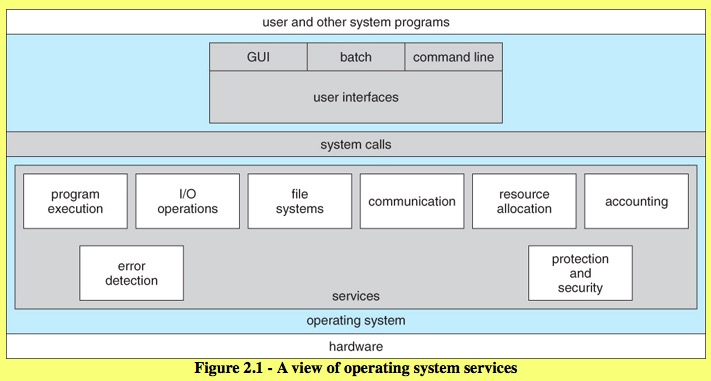 user and other system programs
GUI
batch
command line
user interfaces
system calls
program
execution
I/O
operations
file
systems
communication
resource
allocation
accounting
error
detection
protection
and
security
services
operating system
hardware
Figure 2.1 - A view of operating system services